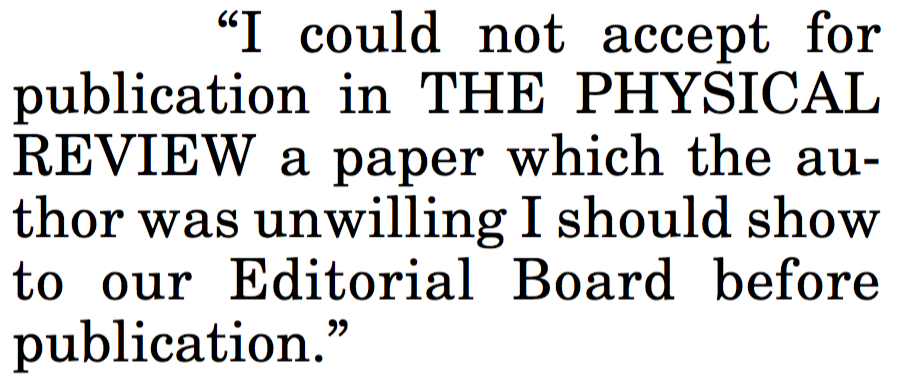 “I could not accept for
publication in THE PHYSICAL
REVIEW a paper which the au-
thor was unwilling I should show
to our Editorial Board before
publication.”